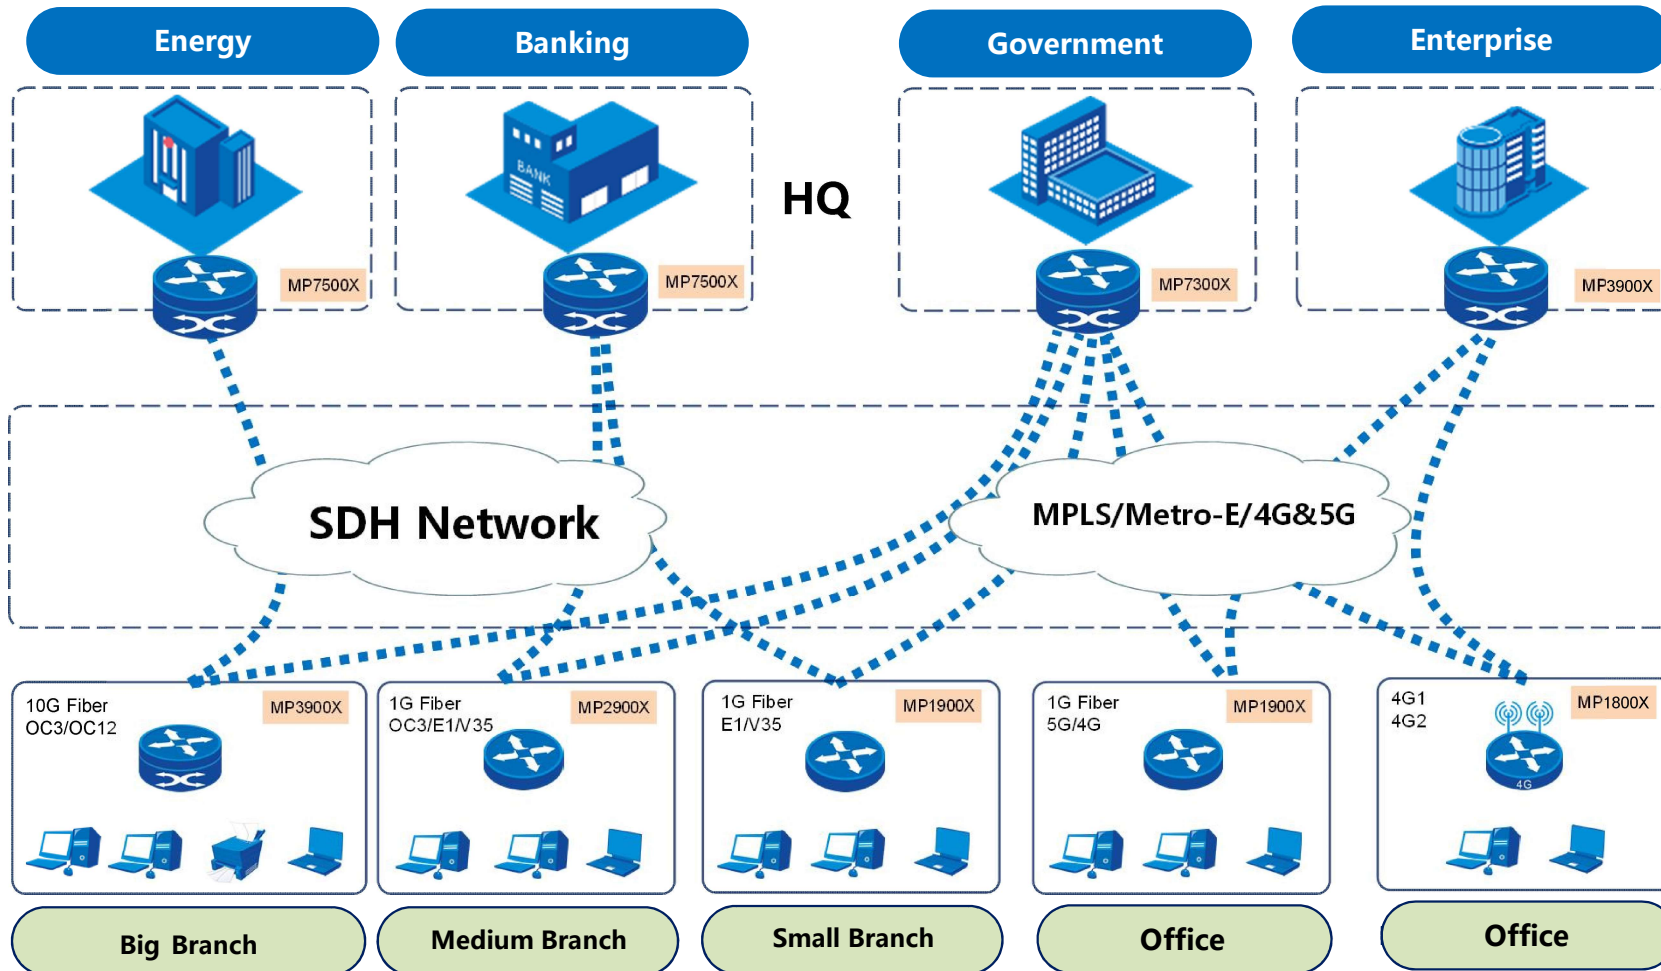 Energy
Banking
Government
Enterprise
BANK
HQ
MP7500X
MP7500X
MP7300X
MP3900X
SDH Network
MPLS/Metro-E/4G&5G
10G Fiber
OC3/OC12
MP3900X
1G Fiber
OC3/E1/V35
MP2900X
1G Fiber
E1/V35
MP1900X
1G Fiber
5G/4G
MP1900X
4G1
4G2
MP1800X
4G
Big Branch
Medium Branch
Small Branch
Office
Office